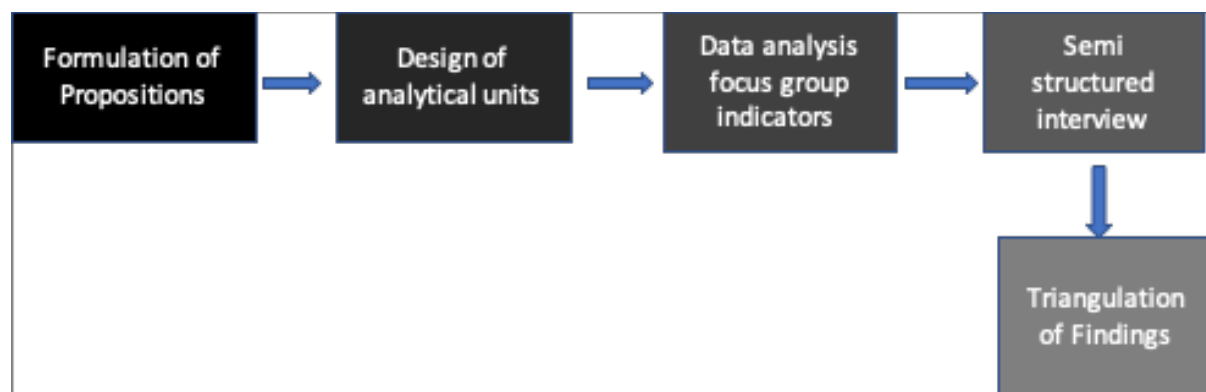 Formulation of
Propositions
Design of
analytical units
Data analysis
focus group
indicators
Semi
structured
interview
Triangulation
of Findings